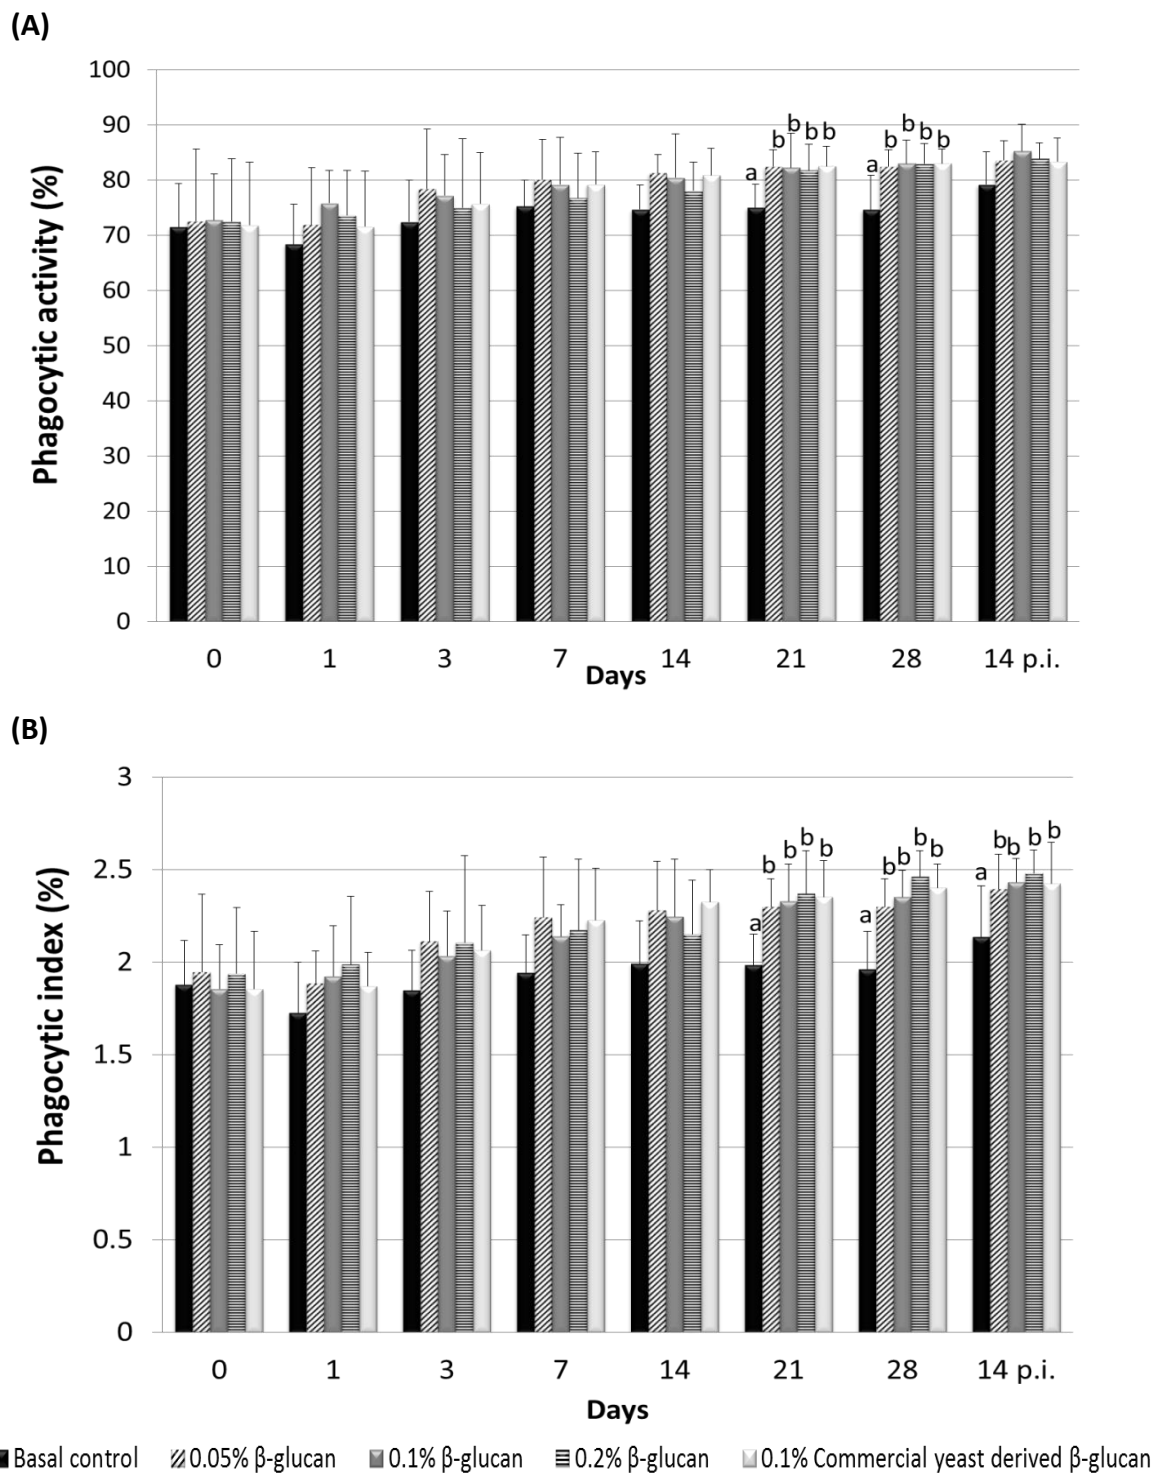 (A)
100
90
80
70
60
50
40
30
20
10
0
Phagocytic activity (%)
a b b b b
a b b b b
0 1 3 7 14 21 28 14 p.i.
Days
(B)
3
2.5
2
1.5
1
0.5
0
Phagocytic index (%)
a b b b b
a b b b b
a b b b b
0 1 3 7 14 21 28 14 p.i.
Days
Basal control 0.05% β-glucan 0.1% β-glucan 0.2% β-glucan 0.1% Commercial yeast derived β-glucan